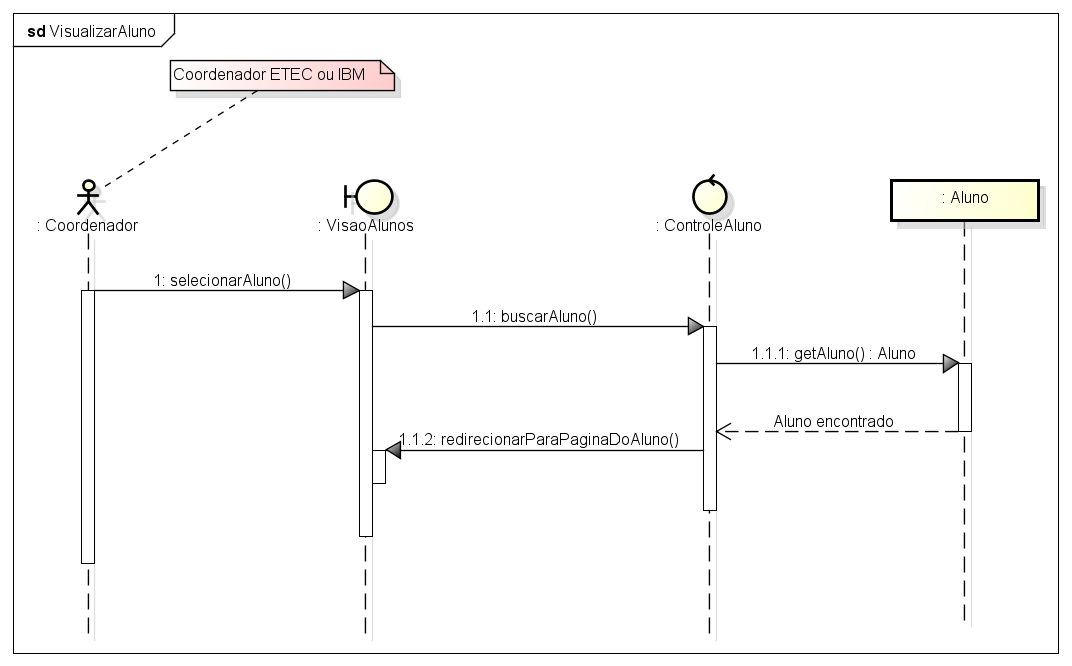 sd VisualizarAluno
Coordenador ETEC ou IBM
: Coordenador
: VisaoAlunos
: ControleAluno
: Aluno
1: selecionarAluno()
1.1: buscarAluno()
1.1.1: getAluno() : Aluno
Aluno encontrado
1.1.2: redirecionarParaPaginaDoAluno()